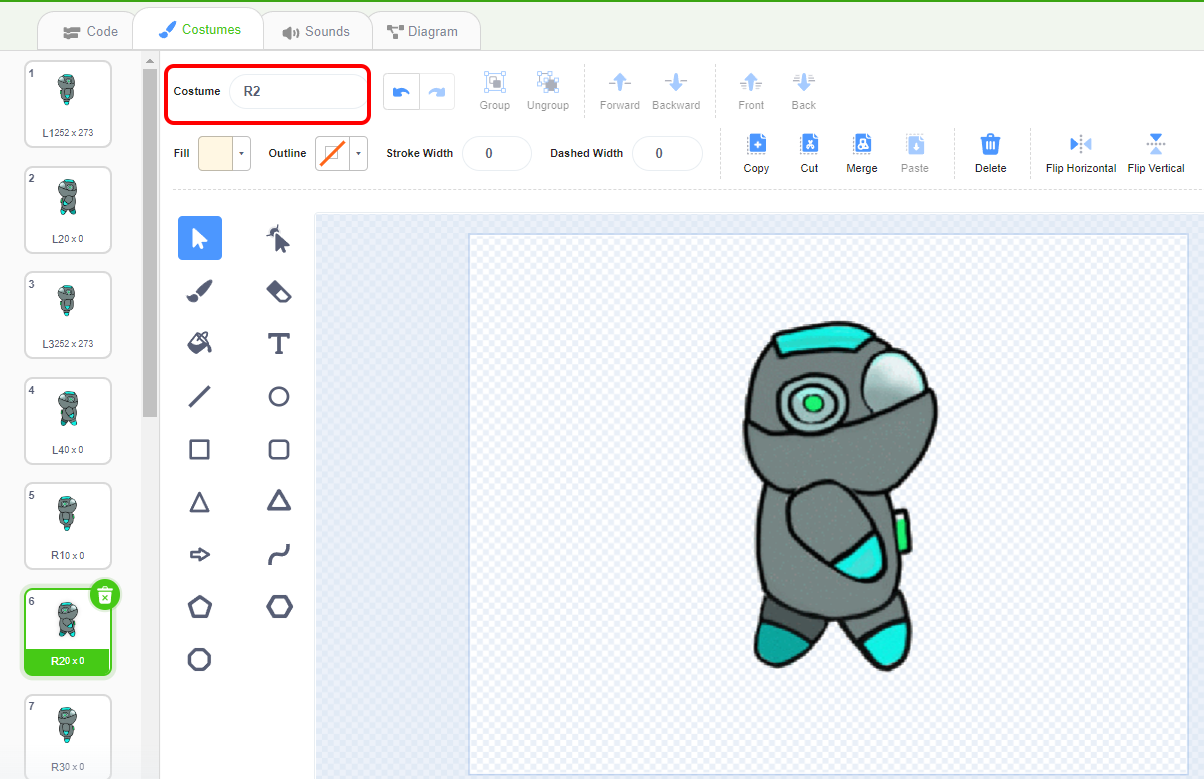 Code
Costumes
Sounds
Diagram
1
L1 252 x 273
2
L2 0 x 0
3
L3 252 x 273
4
L4 0 x 0
5
R1 0 x 0
6
R2 0 x 0
7
R3 0 x 0
Costume R2
Group
Ungroup
Forward
Backward
Front
Back
Fill
Outline
Stroke Width 0
Dashed Width 0
Copy
Cut
Merge
Paste
Delete
Flip Horizontal
Flip Vertical